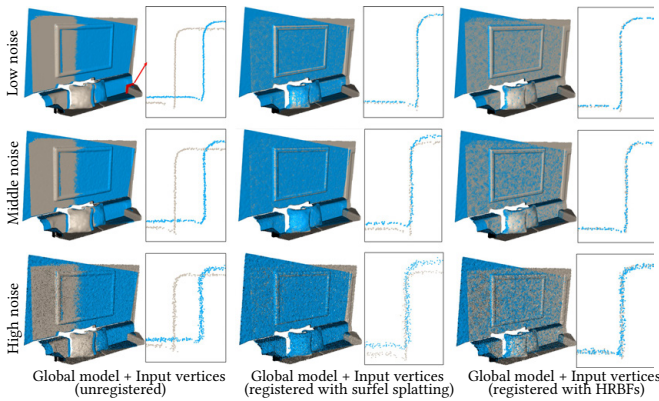 Low noise
Middle noise
High noise
Global model + Input vertices
(unregistered)
Global model + Input vertices
(registered with surfel splatting)
Global model + Input vertices
(registered with HRBFs)